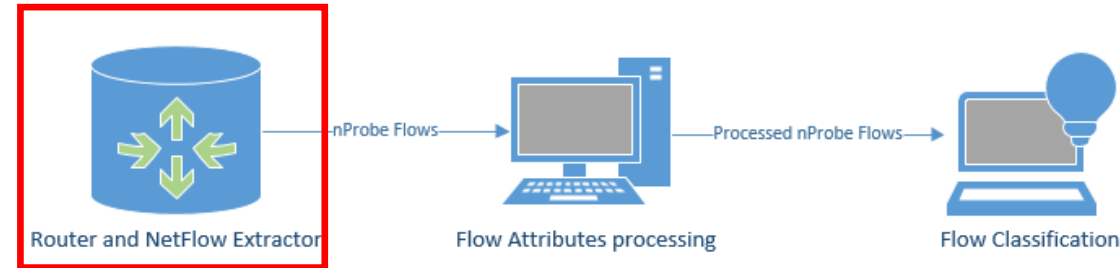 nProbe Flows
Processed nProbe Flows
Router and NetFlow Extractor
Flow Attributes processing
Flow Classification